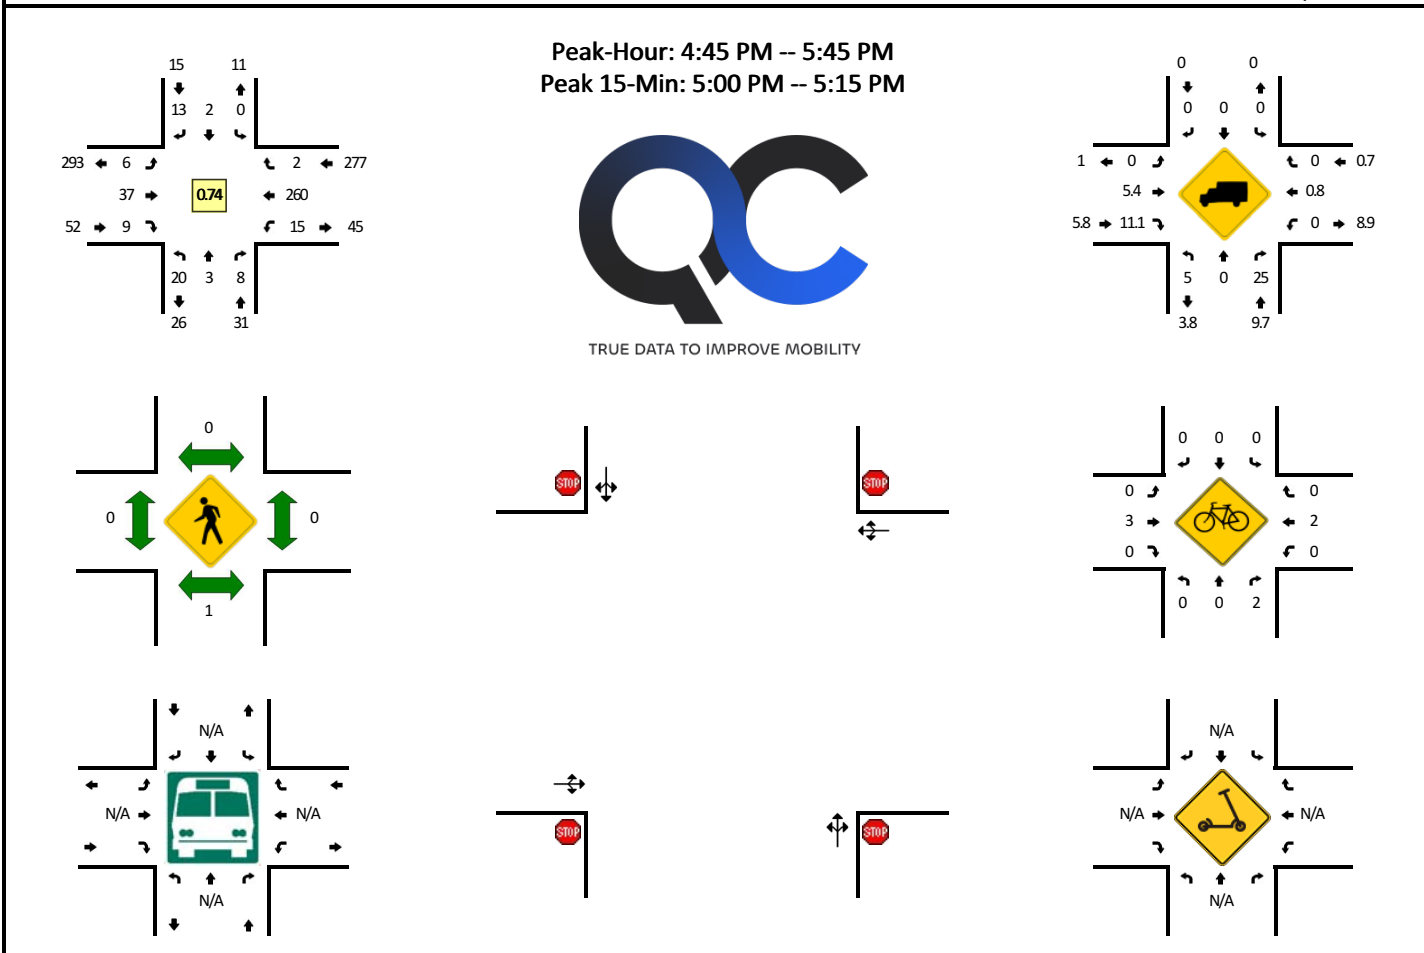 Peak-Hour: 4:45 PM -- 5:45 PM
Peak 15-Min: 5:00 PM -- 5:15 PM
15 11
13 2 0
293 6 2 277
37 0.74 260
52 9 15 45
20 3 8
26 31
TRUE DATA TO IMPROVE MOBILITY
0 0
0 0 0
1 0 0 0.7
5.4 0.8
5.8 11.1 0 8.9
5 0 25
3.8 9.7
0
0 0
1
STOP STOP
0 0 0
0 0
3 2
0 0
0 0 2
N/A
N/A N/A
N/A
STOP STOP
N/A
N/A N/A
N/A